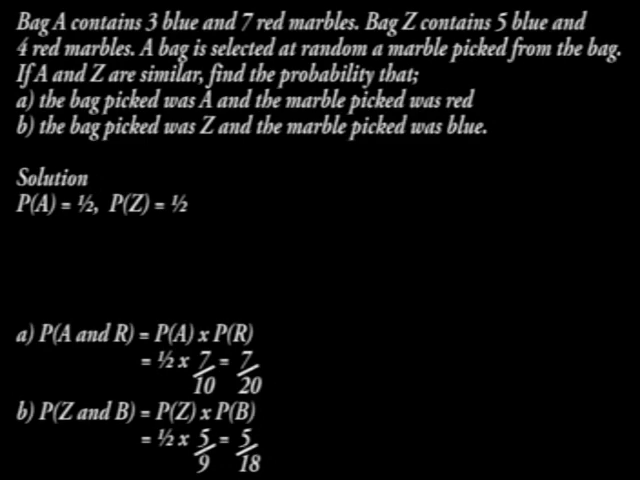 Bag A contains 3 blue and 7 red marbles. Bag Z contains 5 blue and
4 red marbles. A bag is selected at random a marble picked from the bag.
If A and Z are similar, find the probability that;
a) the bag picked was A and the marble picked was red
b) the bag picked was Z and the marble picked was blue.
Solution
P(A) = ½, P(Z) = ½
a) P(A and R) = P(A) x P(R)
= ½ x 7/10 = 7/20
b) P(Z and B) = P(Z) x P(B)
= ½ x 5/9 = 5/18